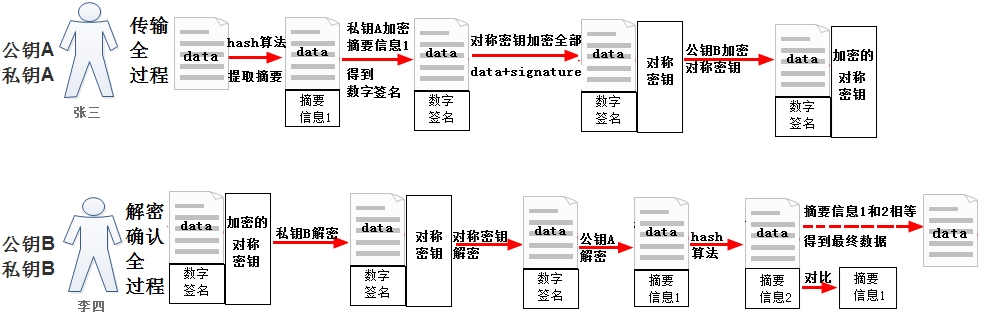 公钥A
私钥A
张三
传输
全
过程
data
hash算法
提取摘要
data
摘要
信息1
私钥A加密
摘要信息1
得到
数字签名
data
数字
签名
对称密钥加密全部
data+signature
data
数字
签名
对称
密钥
公钥B加密
对称密钥
data
数字
签名
加密的
对称
密钥
公钥B
私钥B
李四
解密
确认
全
过程
data
数字
签名
加密的
对称
密钥
私钥B解密
data
数字
签名
对称
密钥
对称密钥
解密
data
数字
签名
公钥A
解密
data
摘要
信息1
hash
算法
data
摘要
信息2
摘要信息1和2相等
得到最终数据
对比
摘要
信息1
data